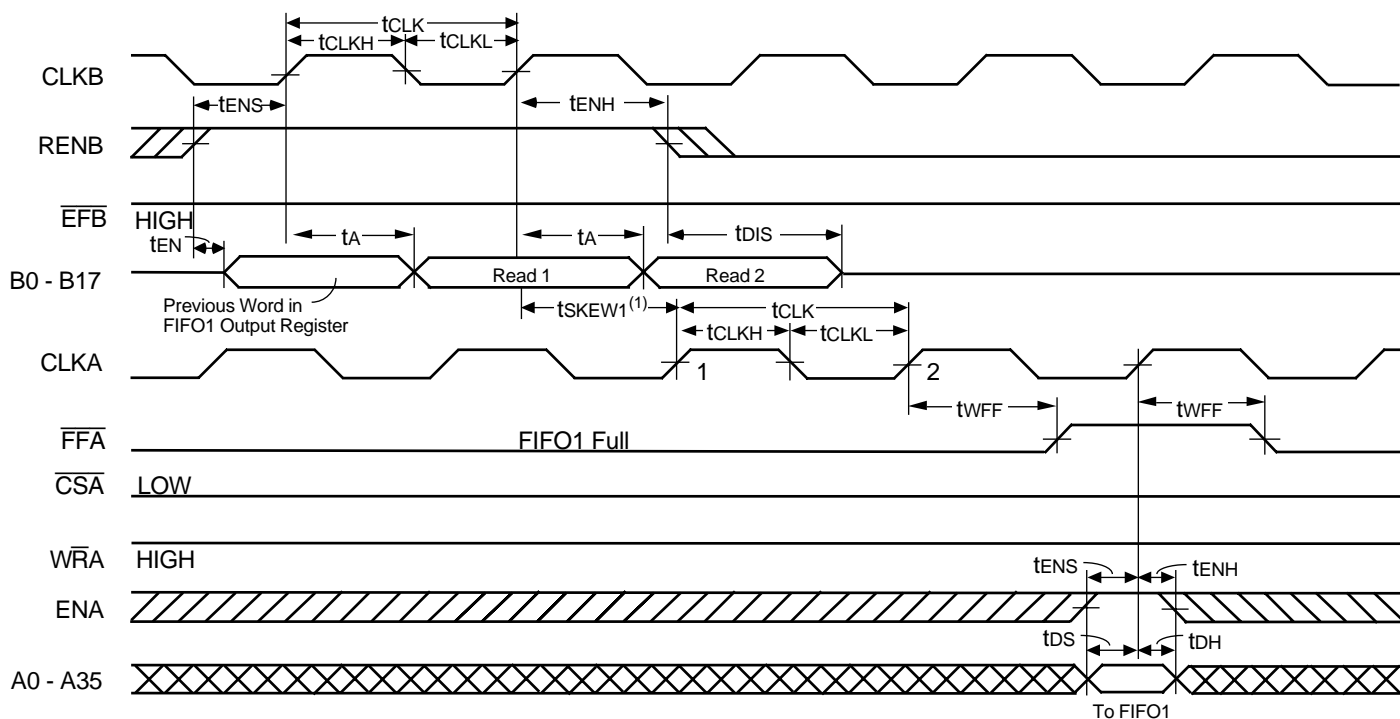 tCLK
tCLKH tCLKL
CLKB
tENS tENH
RENB
EFB HIGH
tEN tA tA tDIS
B0 - B17 Read 1 Read 2
Previous Word in
FIFO1 Output Register
tSKEW1(1) tCLK
tCLKH tCLKL
CLKA 1 2
tWFF tWFF
FFA FIFO1 Full
CSA LOW
WRA HIGH
tENS tENH
ENA
tDS tDH
A0 - A35
To FIFO1